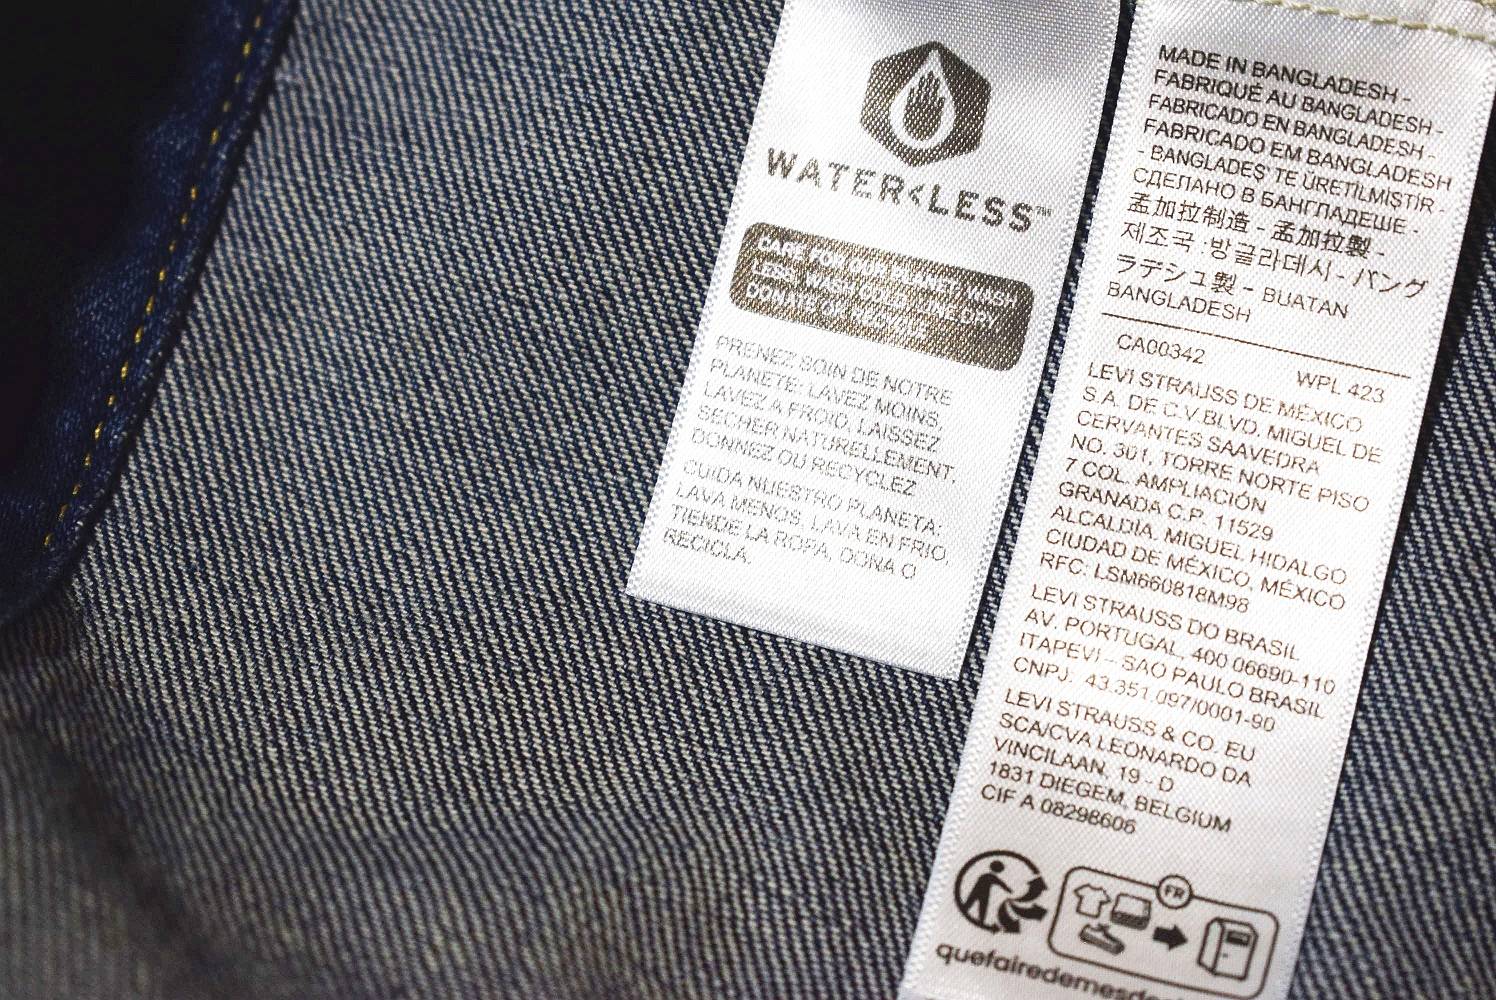 WATER<LESS™
CARE FOR OUR PLANET: WASH
LESS, WASH COLD, LINE DRY,
DONATE OR RECYCLE.
PRENEZ SOIN DE NOTRE
PLANETE: LAVEZ MOINS,
LAVEZ A FROID, LAISSEZ
SECHER NATURELLEMENT,
DONNEZ OU RECYCLEZ
CUIDA NUESTRO PLANETA:
LAVA MENOS, LAVA EN FRIO,
TIENDE LA ROPA, DONA O
RECICLA.
MADE IN BANGLADESH -
FABRIQUÉ AU BANGLADESH -
FABRICADO EN BANGLADESH -
FABRICADO EM BANGLADESH
- BANGLADEŞ' TE ÜRETİLMİŞTİR -
СДЕЛАНО В БАНГЛАДЕШЕ -
孟加拉制造 - 孟加拉製 -
제조국 :방글라데시 - バング
ラデシュ製 - BUATAN
BANGLADESH
CA00342 WPL 423
LEVI STRAUSS DE MÉXICO
S.A. DE C.V.BLVD. MIGUEL DE
CERVANTES SAAVEDRA
NO. 301, TORRE NORTE PISO
7 COL. AMPLIACIÓN
GRANADA C.P. 11529
ALCALDÍA, MIGUEL HIDALGO
CIUDAD DE MÉXICO, MÉXICO
RFC: LSM660818M98
LEVI STRAUSS DO BRASIL
AV. PORTUGAL, 400 06690-110
ITAPEVI – SAO PAULO BRASIL
CNPJ: 43.351.097/0001-90
LEVI STRAUSS & CO. EU
SCA/CVA LEONARDO DA
VINCILAAN, 19 - D
1831 DIEGEM, BELGIUM
CIF A 08298606
FR
quefairedemesde